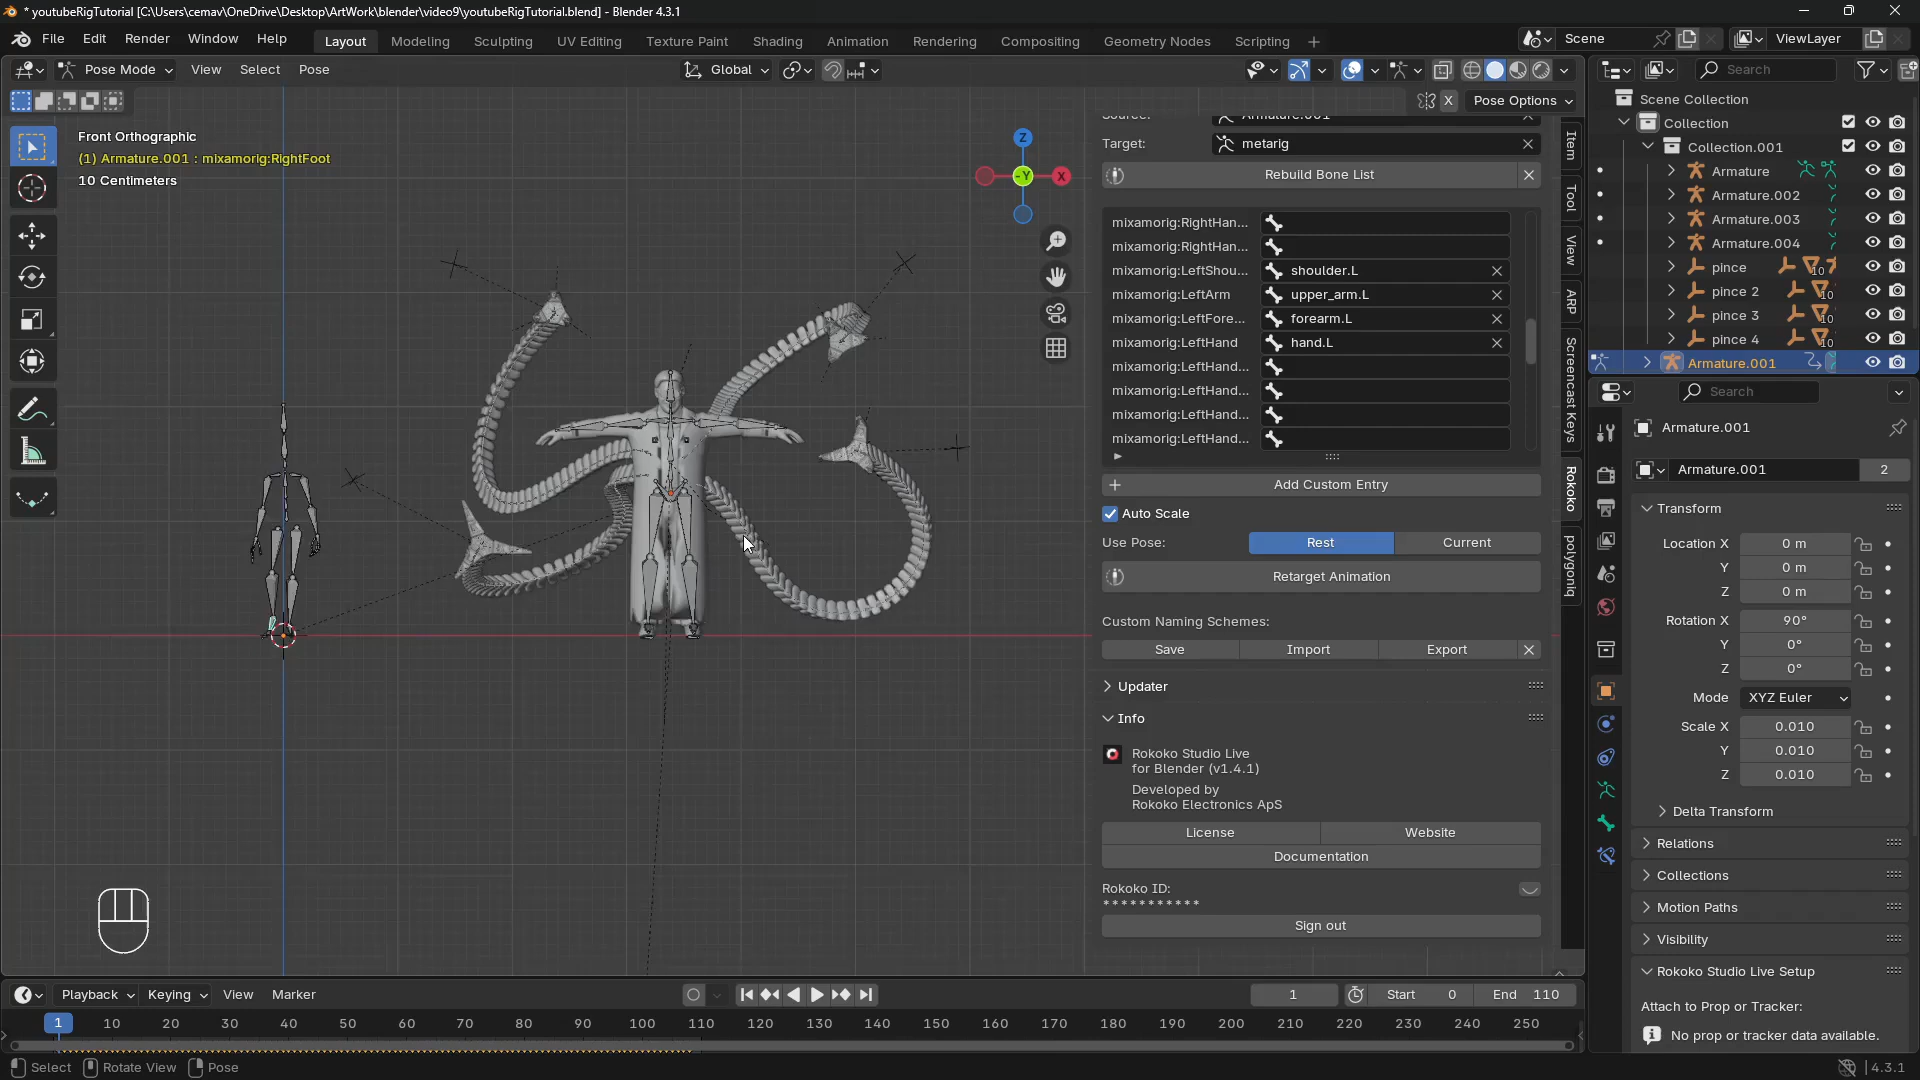 * youtubeRigTutorial [C:\Users\cemav\OneDrive\Desktop\ArtWork\blender\video9\youtubeRigTutorial.blend] - Blender 4.3.1
File Edit Render Window Help
Layout Modeling Sculpting UV Editing Texture Paint Shading Animation Rendering Compositing Geometry Nodes Scripting +
Scene
ViewLayer
Pose Mode View Select Pose
Global
Search
X Pose Options
Front Orthographic
(1) Armature.001 : mixamorig:RightFoot
10 Centimeters
Z
-Y
X
Target: metarig
Rebuild Bone List
mixamorig:RightHan...
mixamorig:RightHan...
mixamorig:LeftShou... shoulder.L
mixamorig:LeftArm upper_arm.L
mixamorig:LeftFore... forearm.L
mixamorig:LeftHand hand.L
mixamorig:LeftHand...
mixamorig:LeftHand...
mixamorig:LeftHand...
mixamorig:LeftHand...
Add Custom Entry
Auto Scale
Use Pose: Rest Current
Retarget Animation
Custom Naming Schemes:
Save Import Export
Updater
Info
Rokoko Studio Live
for Blender (v1.4.1)
Developed by
Rokoko Electronics ApS
License Website
Documentation
Rokoko ID:
***********
Sign out
Item
Tool
View
ARP
Screencast Keys
Rokoko
polygoniq
Scene Collection
Collection
Collection.001
Armature
Armature.002
Armature.003
Armature.004
pince 10
pince 2 10
pince 3 10
pince 4 10
Armature.001
Search
Armature.001
Armature.001 2
Transform
Location X 0 m
Y 0 m
Z 0 m
Rotation X 90°
Y 0°
Z 0°
Mode XYZ Euler
Scale X 0.010
Y 0.010
Z 0.010
Delta Transform
Relations
Collections
Motion Paths
Visibility
Rokoko Studio Live Setup
Attach to Prop or Tracker:
No prop or tracker data available.
Playback Keying View Marker
1 Start 0 End 110
1 10 20 30 40 50 60 70 80 90 100 110 120 130 140 150 160 170 180 190 200 210 220 230 240 250
Select Rotate View Pose
4.3.1